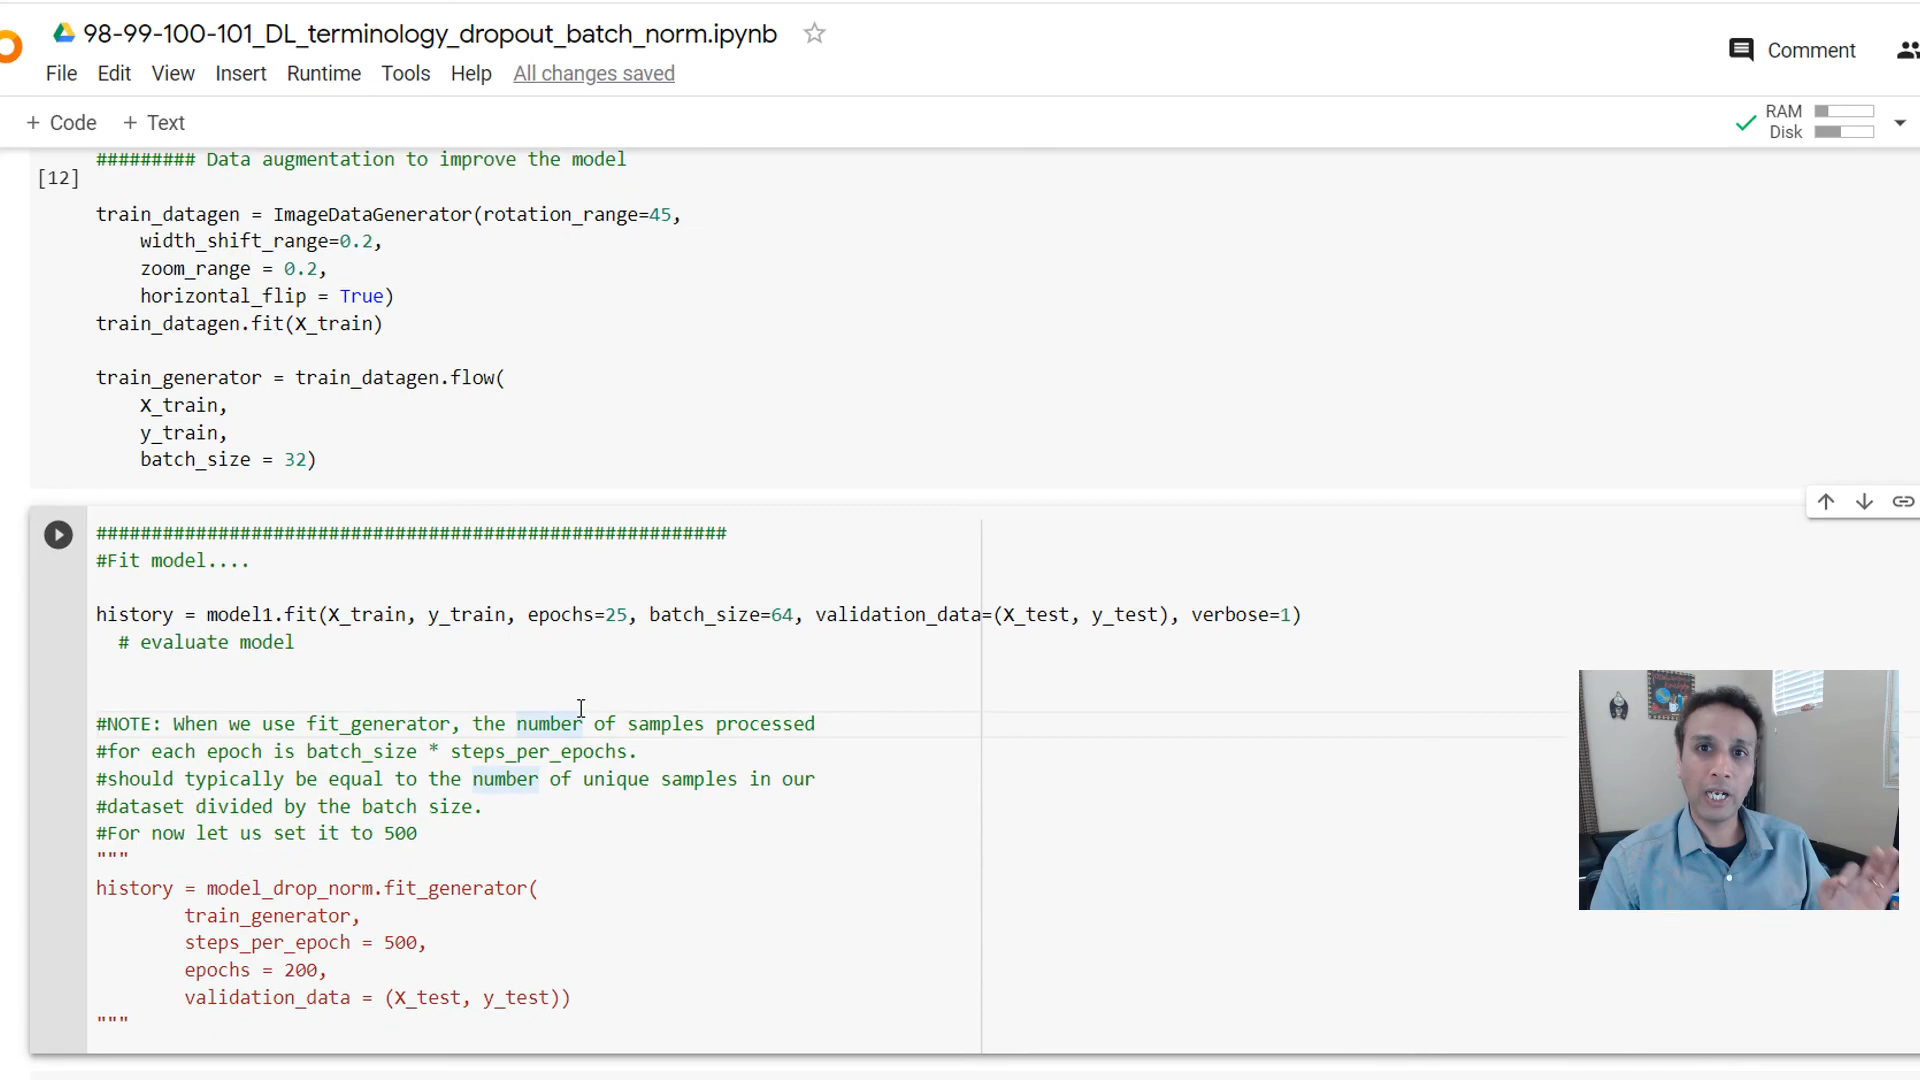 98-99-100-101_DL_terminology_dropout_batch_norm.ipynb
Comment
File Edit View Insert Runtime Tools Help All changes saved
+ Code + Text
RAM
Disk
######### Data augmentation to improve the model
[12]
train_datagen = ImageDataGenerator(rotation_range=45,
width_shift_range=0.2,
zoom_range = 0.2,
horizontal_flip = True)
train_datagen.fit(X_train)
train_generator = train_datagen.flow(
X_train,
y_train,
batch_size = 32)
#########################################################
#Fit model....
history = model1.fit(X_train, y_train, epochs=25, batch_size=64, validation_data=(X_test, y_test), verbose=1)
# evaluate model
#NOTE: When we use fit_generator, the number of samples processed
#for each epoch is batch_size * steps_per_epochs.
#should typically be equal to the number of unique samples in our
#dataset divided by the batch size.
#For now let us set it to 500
"""
history = model_drop_norm.fit_generator(
train_generator,
steps_per_epoch = 500,
epochs = 200,
validation_data = (X_test, y_test))
"""